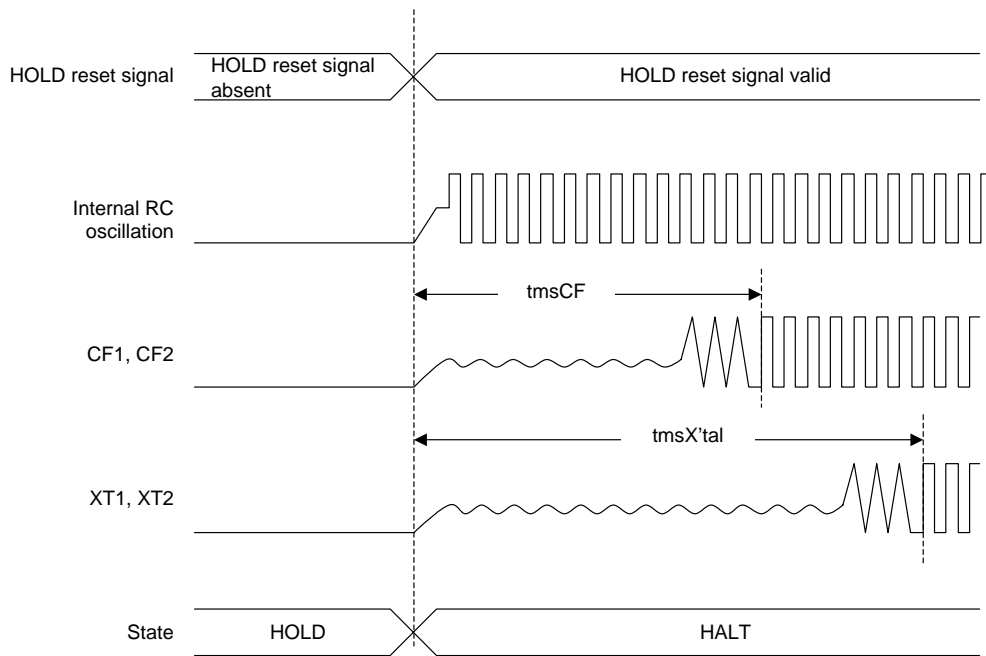 HOLD reset signal
HOLD reset signal
absent
HOLD reset signal valid
Internal RC
oscillation
tmsCF
CF1, CF2
tmsX'tal
XT1, XT2
State
HOLD
HALT